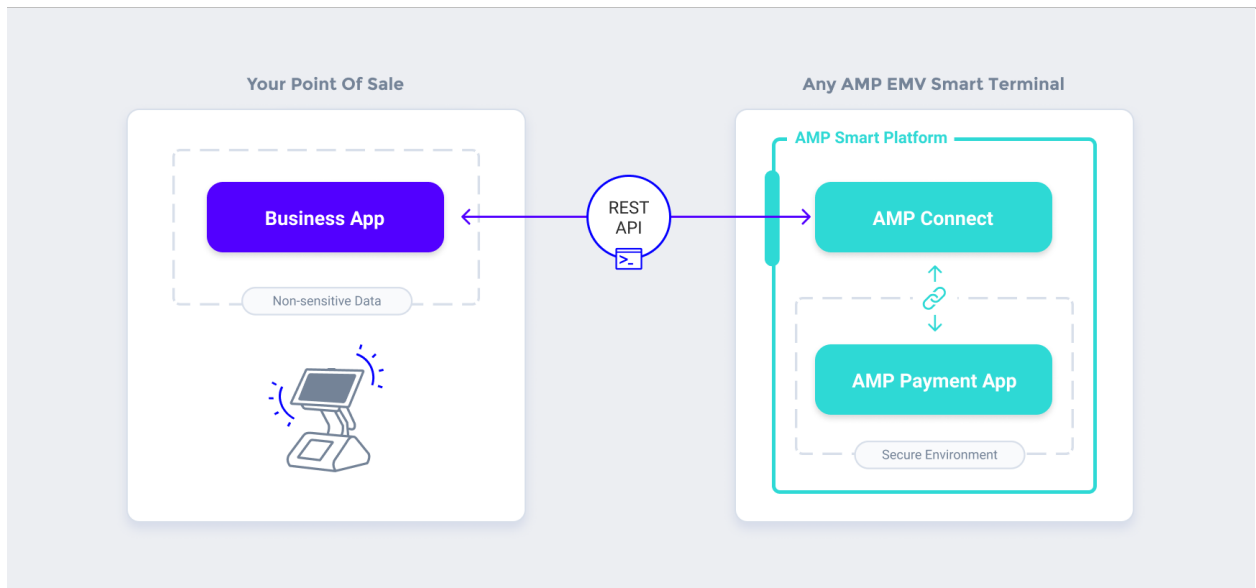 Your Point Of Sale
Any AMP EMV Smart Terminal
AMP Smart Platform
Business App
REST
API
>_
AMP Connect
Non-sensitive Data
AMP Payment App
Secure Environment